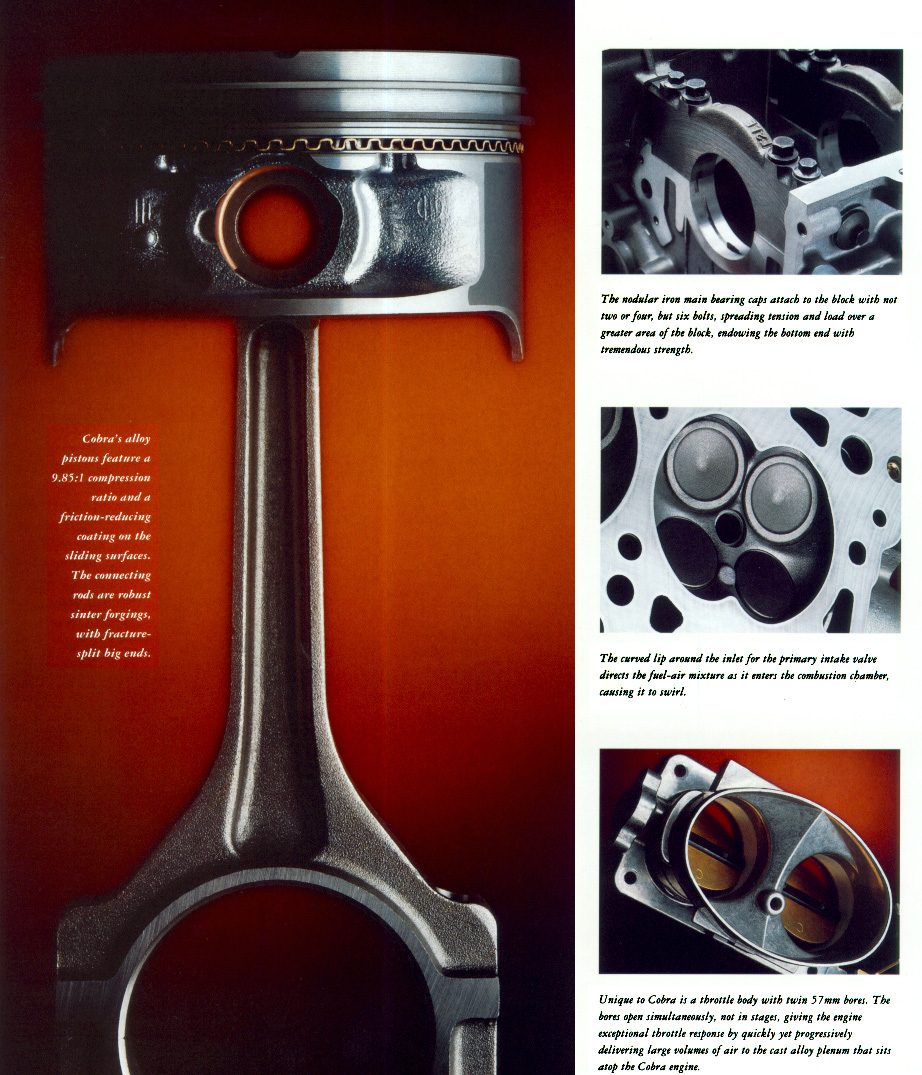 Cobra's alloy
pistons feature a
9.85:1 compression
ratio and a
friction-reducing
coating on the
sliding surfaces.
The connecting
rods are robust
sinter forgings,
with fracture-
split big ends.
The nodular iron main bearing caps attach to the block with not
two or four, but six bolts, spreading tension and load over a
greater area of the block, endowing the bottom end with
tremendous strength.
The curved lip around the inlet for the primary intake valve
directs the fuel-air mixture as it enters the combustion chamber,
causing it to swirl.
Unique to Cobra is a throttle body with twin 57mm bores. The
bores open simultaneously, not in stages, giving the engine
exceptional throttle response by quickly yet progressively
delivering large volumes of air to the cast alloy plenum that sits
atop the Cobra engine.